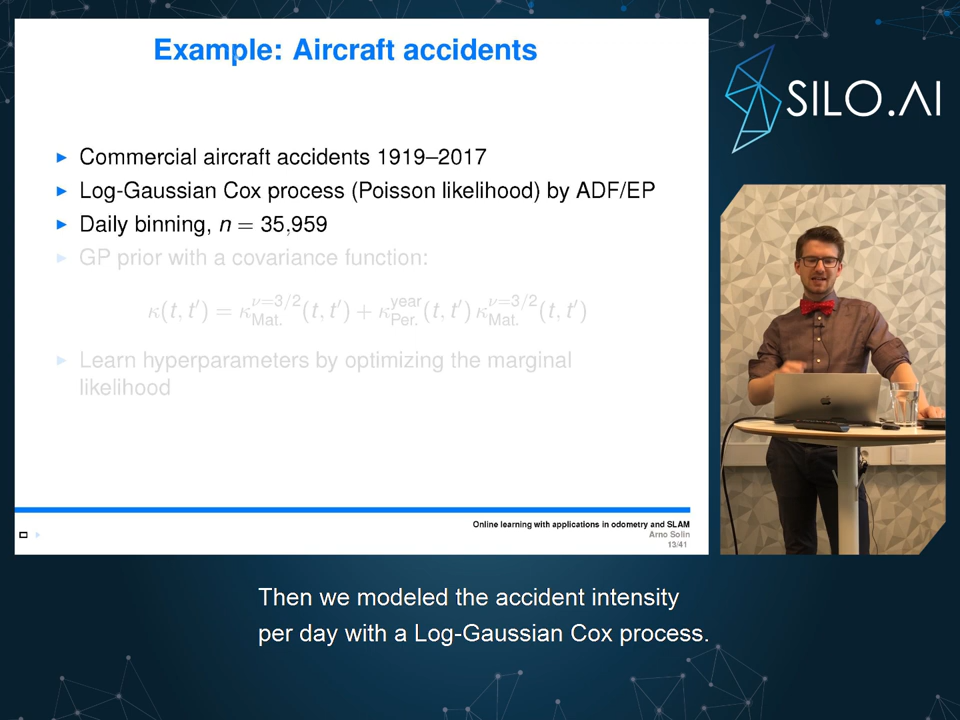 Example: Aircraft accidents
SILO.AI
► Commercial aircraft accidents 1919–2017
► Log-Gaussian Cox process (Poisson likelihood) by ADF/EP
► Daily binning, n = 35,959
► GP prior with a covariance function:
κ(t, t′) = κ_Mat.^{ν=3/2}(t, t′) + κ_Per.^{year}(t, t′) κ_Mat.^{ν=3/2}(t, t′)
► Learn hyperparameters by optimizing the marginal
likelihood
Online learning with applications in odometry and SLAM
Arno Solin
13/41
Then we modeled the accident intensity
per day with a Log-Gaussian Cox process.